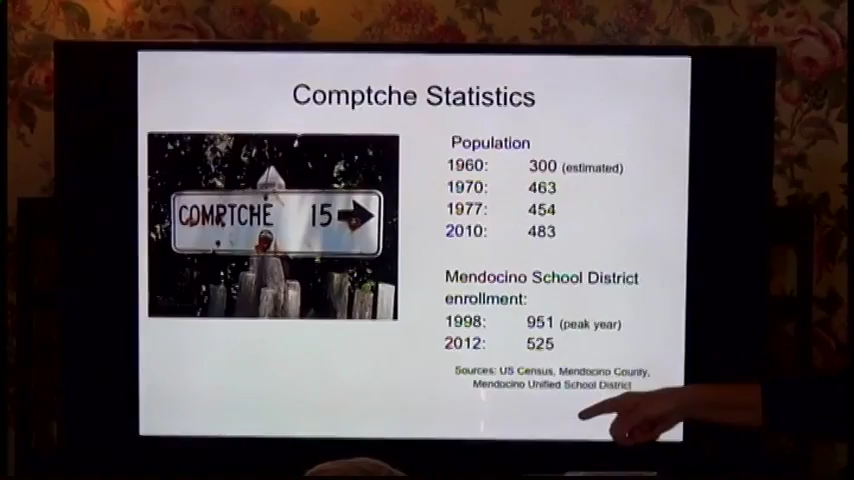 Comptche Statistics
COMPTCHE 15
Population
1960: 300 (estimated)
1970: 463
1977: 454
2010: 483
Mendocino School District
enrollment:
1998: 951 (peak year)
2012: 525
Sources: US Census, Mendocino County,
Mendocino Unified School District